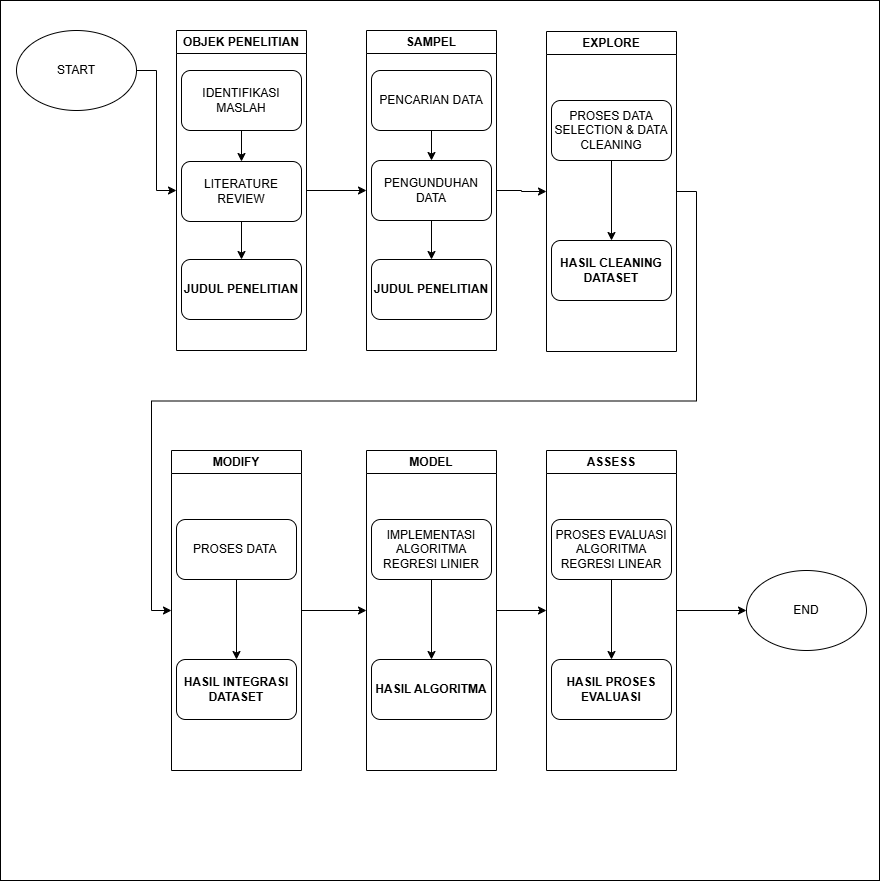 START
OBJEK PENELITIAN
IDENTIFIKASI
MASLAH
LITERATURE
REVIEW
JUDUL PENELITIAN
SAMPEL
PENCARIAN DATA
PENGUNDUHAN
DATA
JUDUL PENELITIAN
EXPLORE
PROSES DATA
SELECTION & DATA
CLEANING
HASIL CLEANING
DATASET
MODIFY
PROSES DATA
HASIL INTEGRASI
DATASET
MODEL
IMPLEMENTASI
ALGORITMA
REGRESI LINIER
HASIL ALGORITMA
ASSESS
PROSES EVALUASI
ALGORITMA
REGRESI LINEAR
HASIL PROSES
EVALUASI
END